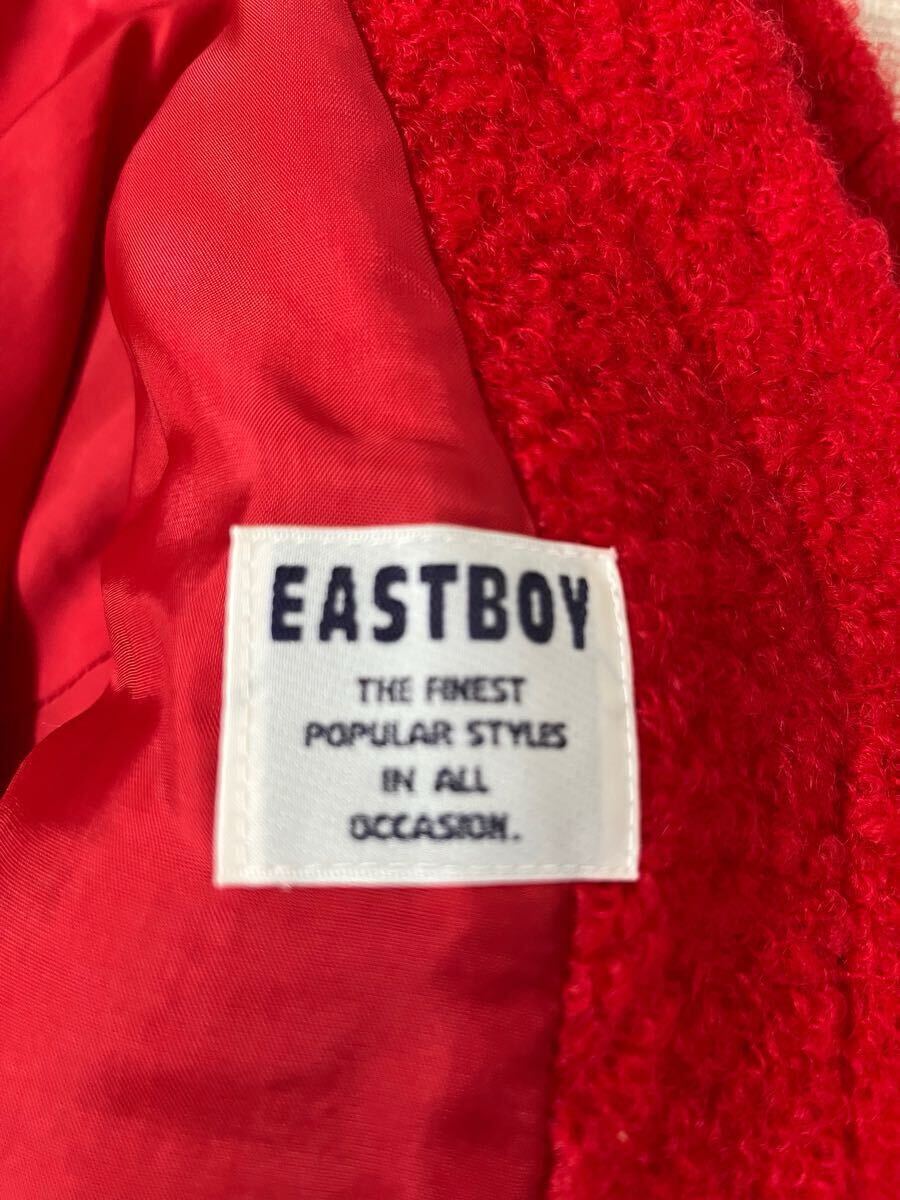 EASTBOY
THE FINEST
POPULAR STYLES
IN ALL
OCCASION.